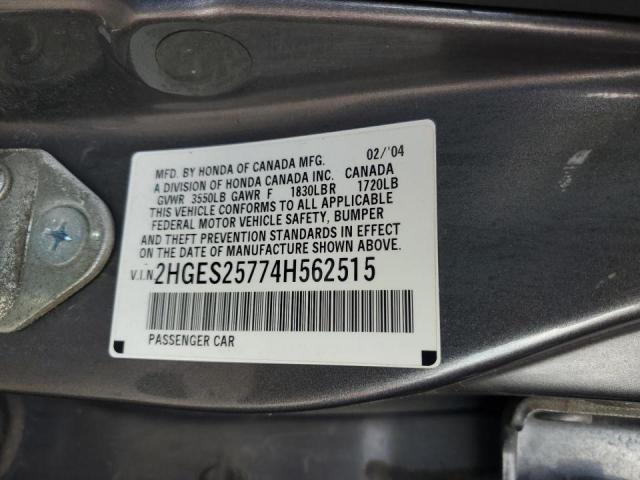 MFD. BY HONDA OF CANADA MFG. 02/'04
A DIVISION OF HONDA CANADA INC. CANADA
GVWR 3550LB GAWR F 1830LB R 1720LB
THIS VEHICLE CONFORMS TO ALL APPLICABLE
FEDERAL MOTOR VEHICLE SAFETY, BUMPER
AND THEFT PREVENTION STANDARDS IN EFFECT
ON THE DATE OF MANUFACTURE SHOWN ABOVE.
V.I.N. 2HGES25774H562515
PASSENGER CAR